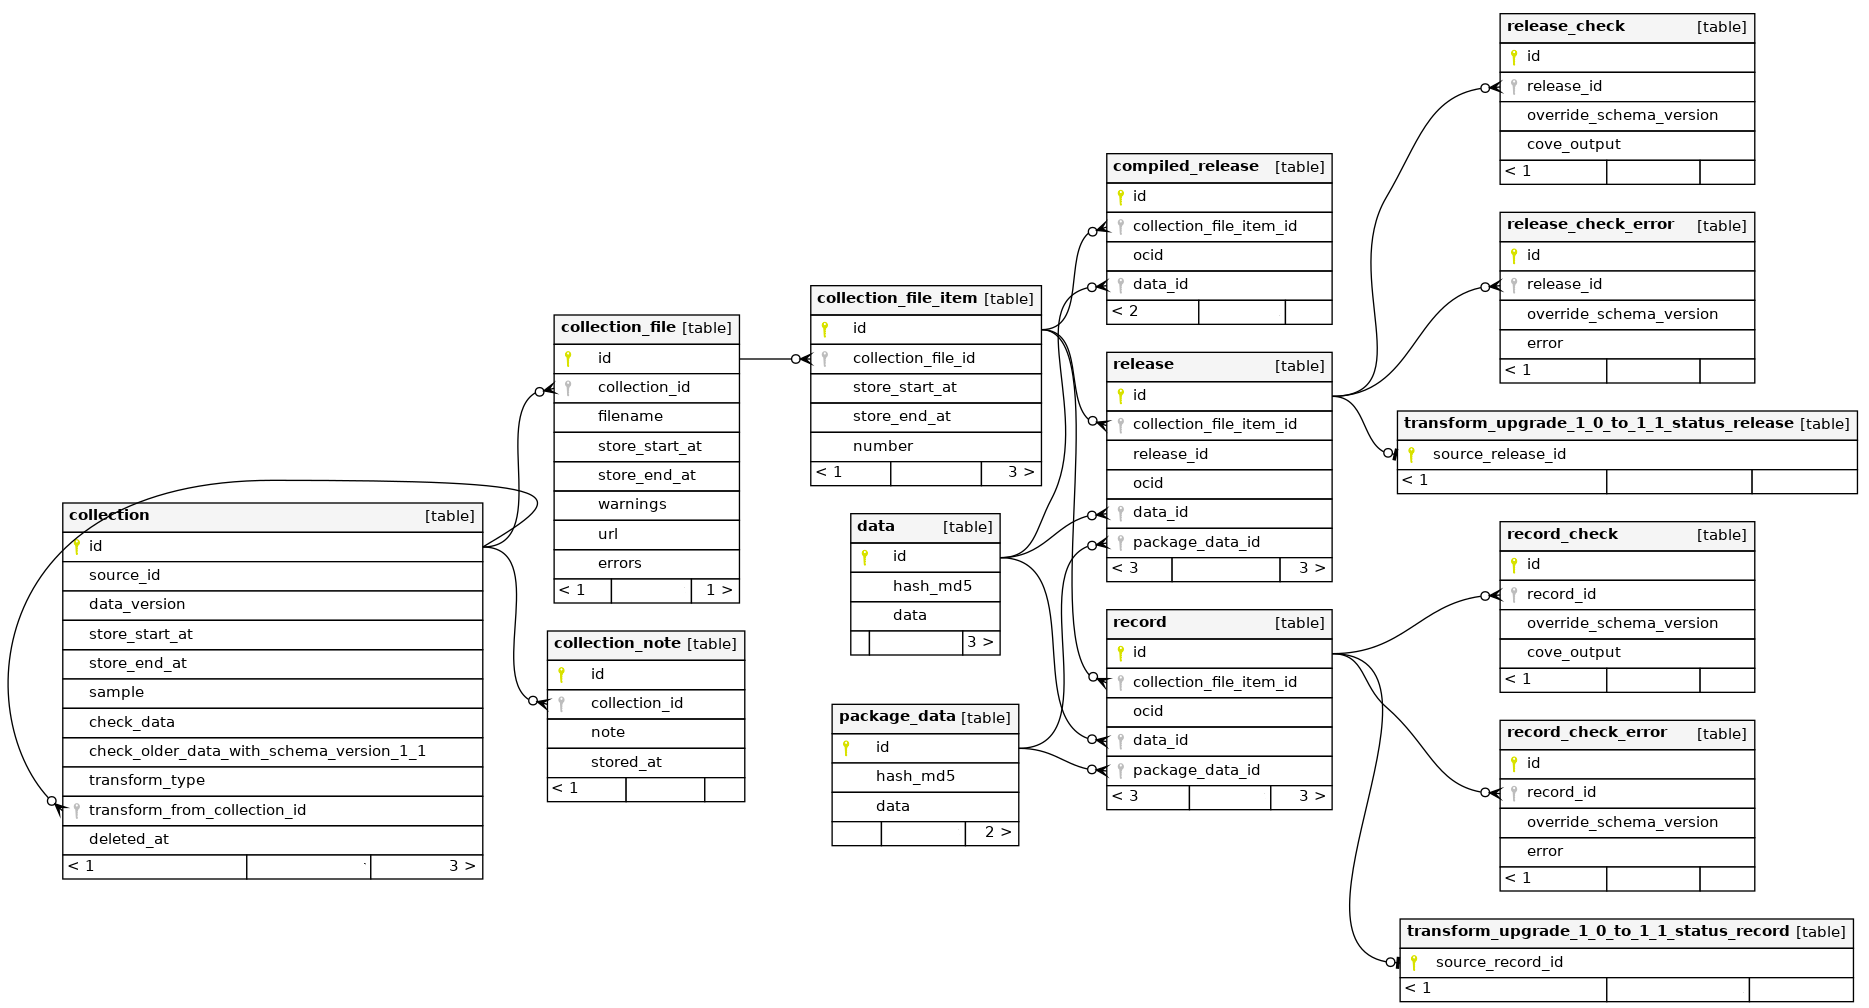 collection [table]
id
source_id
data_version
store_start_at
store_end_at
sample
check_data
check_older_data_with_schema_version_1_1
transform_type
transform_from_collection_id
deleted_at
< 1 3 >
collection_file [table]
id
collection_id
filename
store_start_at
store_end_at
warnings
url
errors
< 1 1 >
collection_note [table]
id
collection_id
note
stored_at
< 1
collection_file_item [table]
id
collection_file_id
store_start_at
store_end_at
number
< 1 3 >
data [table]
id
hash_md5
data
3 >
package_data [table]
id
hash_md5
data
2 >
compiled_release [table]
id
collection_file_item_id
ocid
data_id
< 2
release [table]
id
collection_file_item_id
release_id
ocid
data_id
package_data_id
< 3 3 >
record [table]
id
collection_file_item_id
ocid
data_id
package_data_id
< 3 3 >
release_check [table]
id
release_id
override_schema_version
cove_output
< 1
release_check_error [table]
id
release_id
override_schema_version
error
< 1
transform_upgrade_1_0_to_1_1_status_release [table]
source_release_id
< 1
record_check [table]
id
record_id
override_schema_version
cove_output
< 1
record_check_error [table]
id
record_id
override_schema_version
error
< 1
transform_upgrade_1_0_to_1_1_status_record [table]
source_record_id
< 1